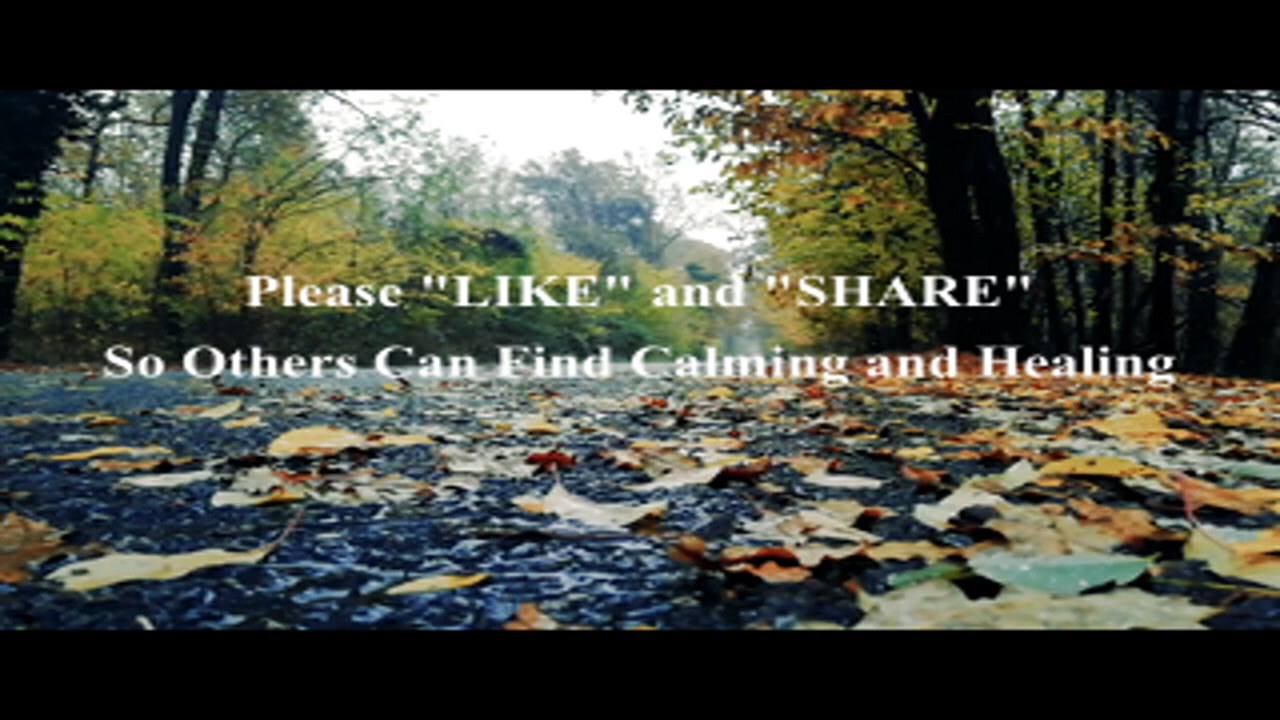 Please "LIKE" and "SHARE"
So Others Can Find Calming and Healing